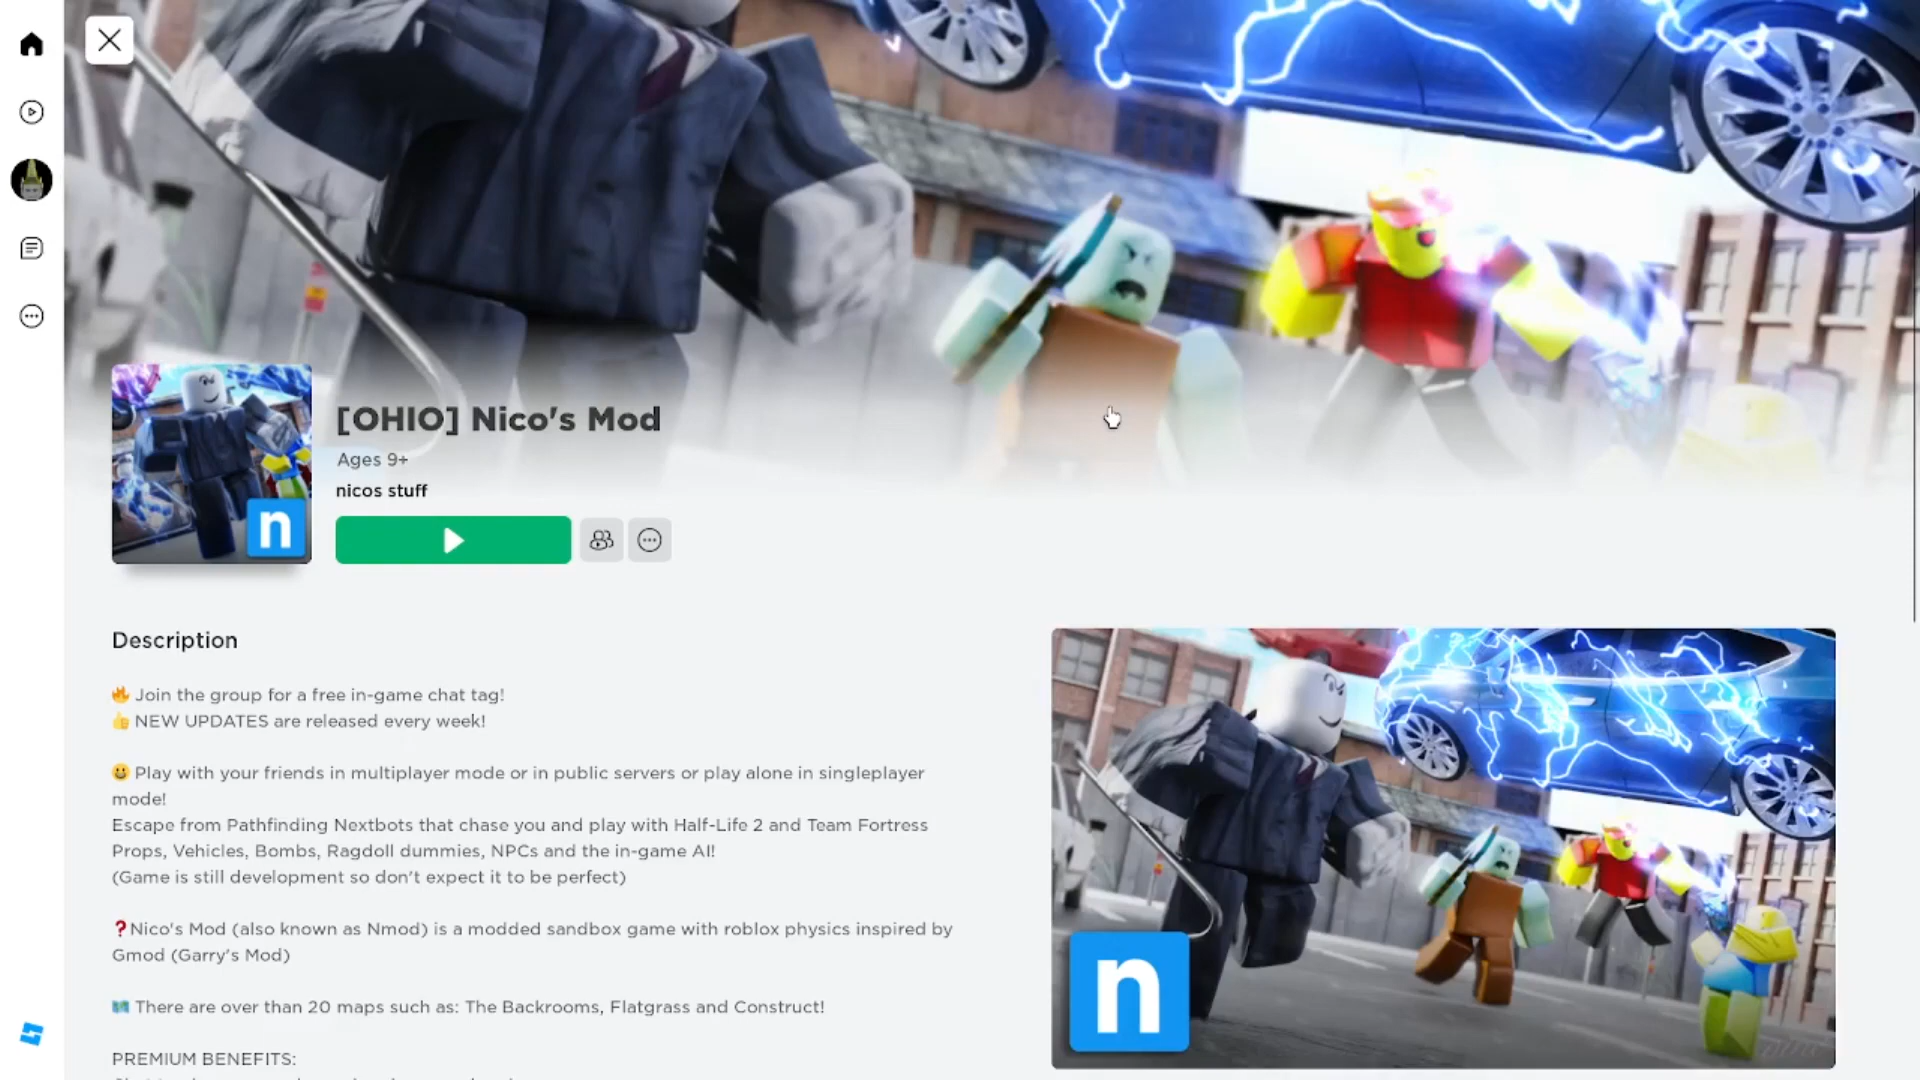 [OHIO] Nico's Mod
Ages 9+
nicos stuff
n
Description
🔥 Join the group for a free in-game chat tag!
👍 NEW UPDATES are released every week!
😀 Play with your friends in multiplayer mode or in public servers or play alone in singleplayer
mode!
Escape from Pathfinding Nextbots that chase you and play with Half-Life 2 and Team Fortress
Props, Vehicles, Bombs, Ragdoll dummies, NPCs and the in-game AI!
(Game is still development so don't expect it to be perfect)
❓Nico's Mod (also known as Nmod) is a modded sandbox game with roblox physics inspired by
Gmod (Garry's Mod)
🗺️ There are over than 20 maps such as: The Backrooms, Flatgrass and Construct!
PREMIUM BENEFITS:
n